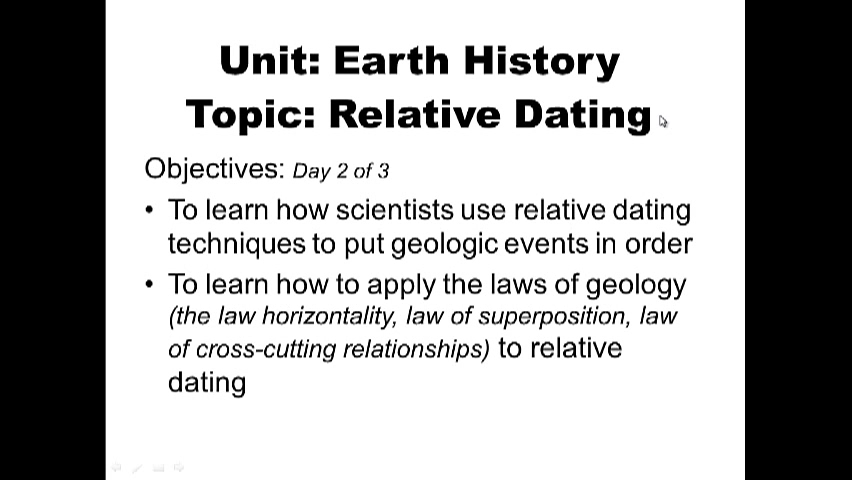 Unit: Earth History
Topic: Relative Dating
Objectives: Day 2 of 3
• To learn how scientists use relative dating
techniques to put geologic events in order
• To learn how to apply the laws of geology
(the law horizontality, law of superposition, law
of cross-cutting relationships) to relative
dating